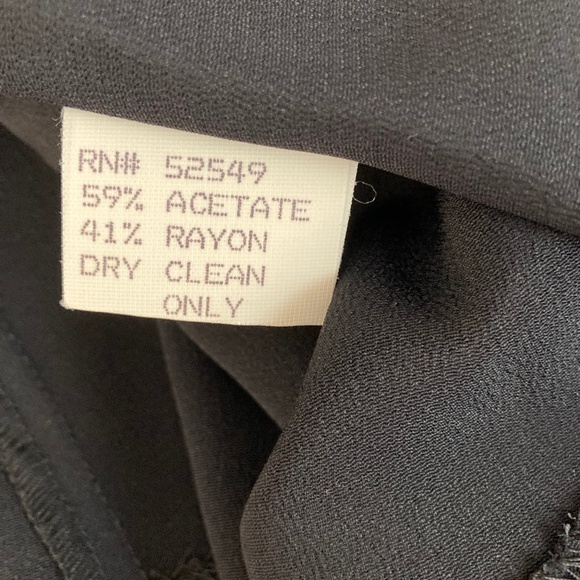 RN# 52549
59% ACETATE
41% RAYON
DRY CLEAN
ONLY